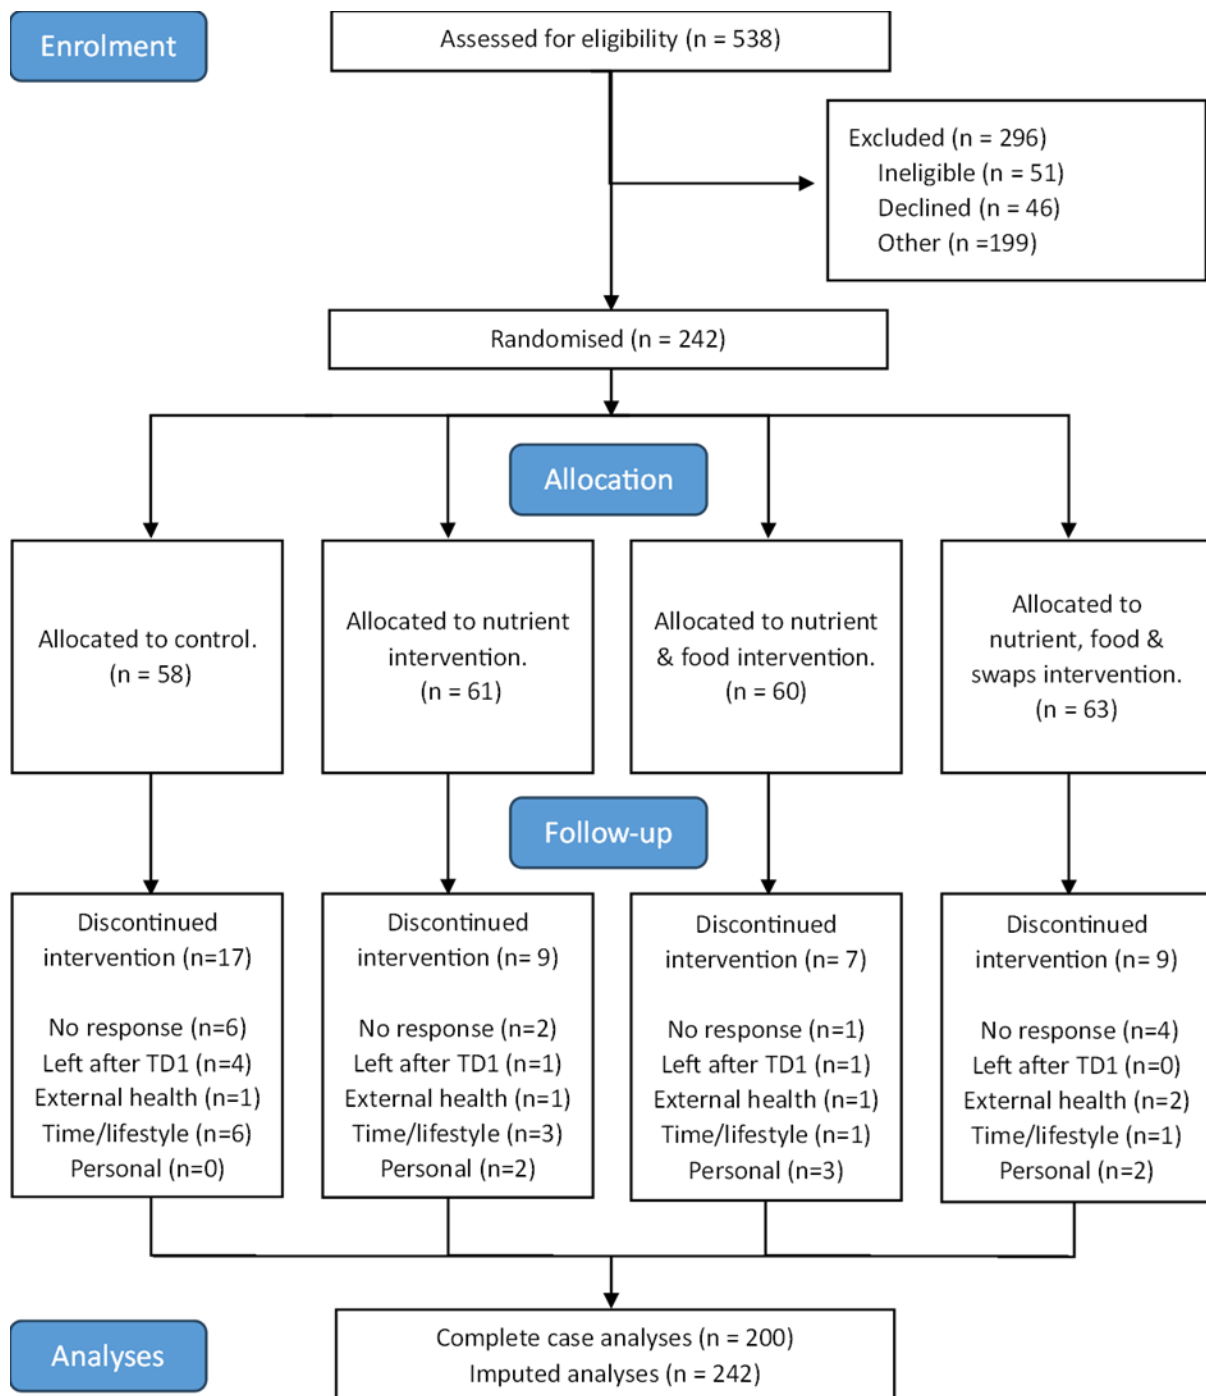 Enrolment
Assessed for eligibility (n = 538)
Excluded (n = 296)
Ineligible (n = 51)
Declined (n = 46)
Other (n =199)
Randomised (n = 242)
Allocation
Allocated to control.
(n = 58)
Allocated to nutrient
intervention.
(n = 61)
Allocated to nutrient
& food intervention.
(n = 60)
Allocated to
nutrient, food &
swaps intervention.
(n = 63)
Follow-up
Discontinued
intervention (n=17)
No response (n=6)
Left after TD1 (n=4)
External health (n=1)
Time/lifestyle (n=6)
Personal (n=0)
Discontinued
intervention (n= 9)
No response (n=2)
Left after TD1 (n=1)
External health (n=1)
Time/lifestyle (n=3)
Personal (n=2)
Discontinued
intervention (n= 7)
No response (n=1)
Left after TD1 (n=1)
External health (n=1)
Time/lifestyle (n=1)
Personal (n=3)
Discontinued
intervention (n= 9)
No response (n=4)
Left after TD1 (n=0)
External health (n=2)
Time/lifestyle (n=1)
Personal (n=2)
Analyses
Complete case analyses (n = 200)
Imputed analyses (n = 242)